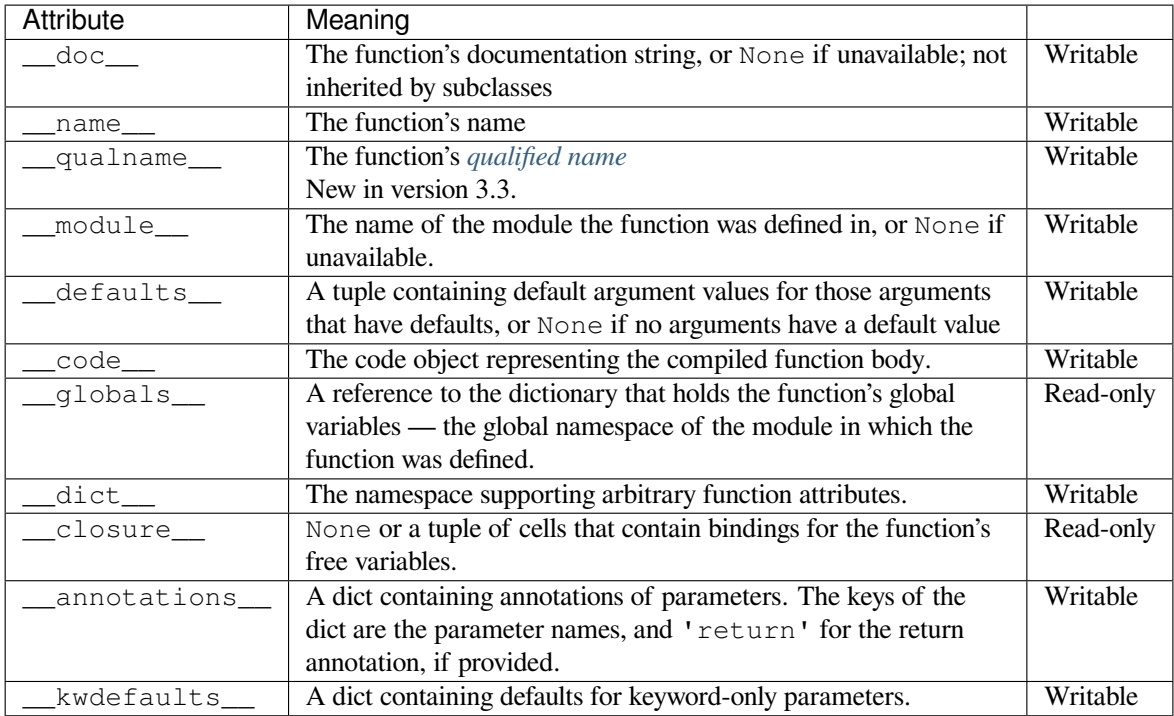 Attribute Meaning
__doc__ The function’s documentation string, or None if unavailable; not Writable
inherited by subclasses
__name__ The function’s name Writable
__qualname__ The function’s qualified name Writable
New in version 3.3.
__module__ The name of the module the function was defined in, or None if Writable
unavailable.
__defaults__ A tuple containing default argument values for those arguments Writable
that have defaults, or None if no arguments have a default value
__code__ The code object representing the compiled function body. Writable
__globals__ A reference to the dictionary that holds the function’s global Read-only
variables — the global namespace of the module in which the
function was defined.
__dict__ The namespace supporting arbitrary function attributes. Writable
__closure__ None or a tuple of cells that contain bindings for the function’s Read-only
free variables.
__annotations__ A dict containing annotations of parameters. The keys of the Writable
dict are the parameter names, and 'return' for the return
annotation, if provided.
__kwdefaults__ A dict containing defaults for keyword-only parameters. Writable